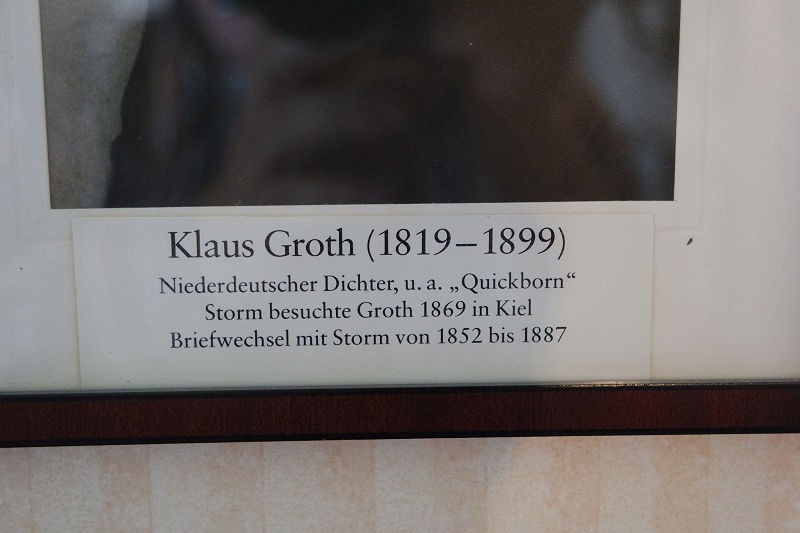 Klaus Groth (1819–1899)
Niederdeutscher Dichter, u. a. „Quickborn“
Storm besuchte Groth 1869 in Kiel
Briefwechsel mit Storm von 1852 bis 1887